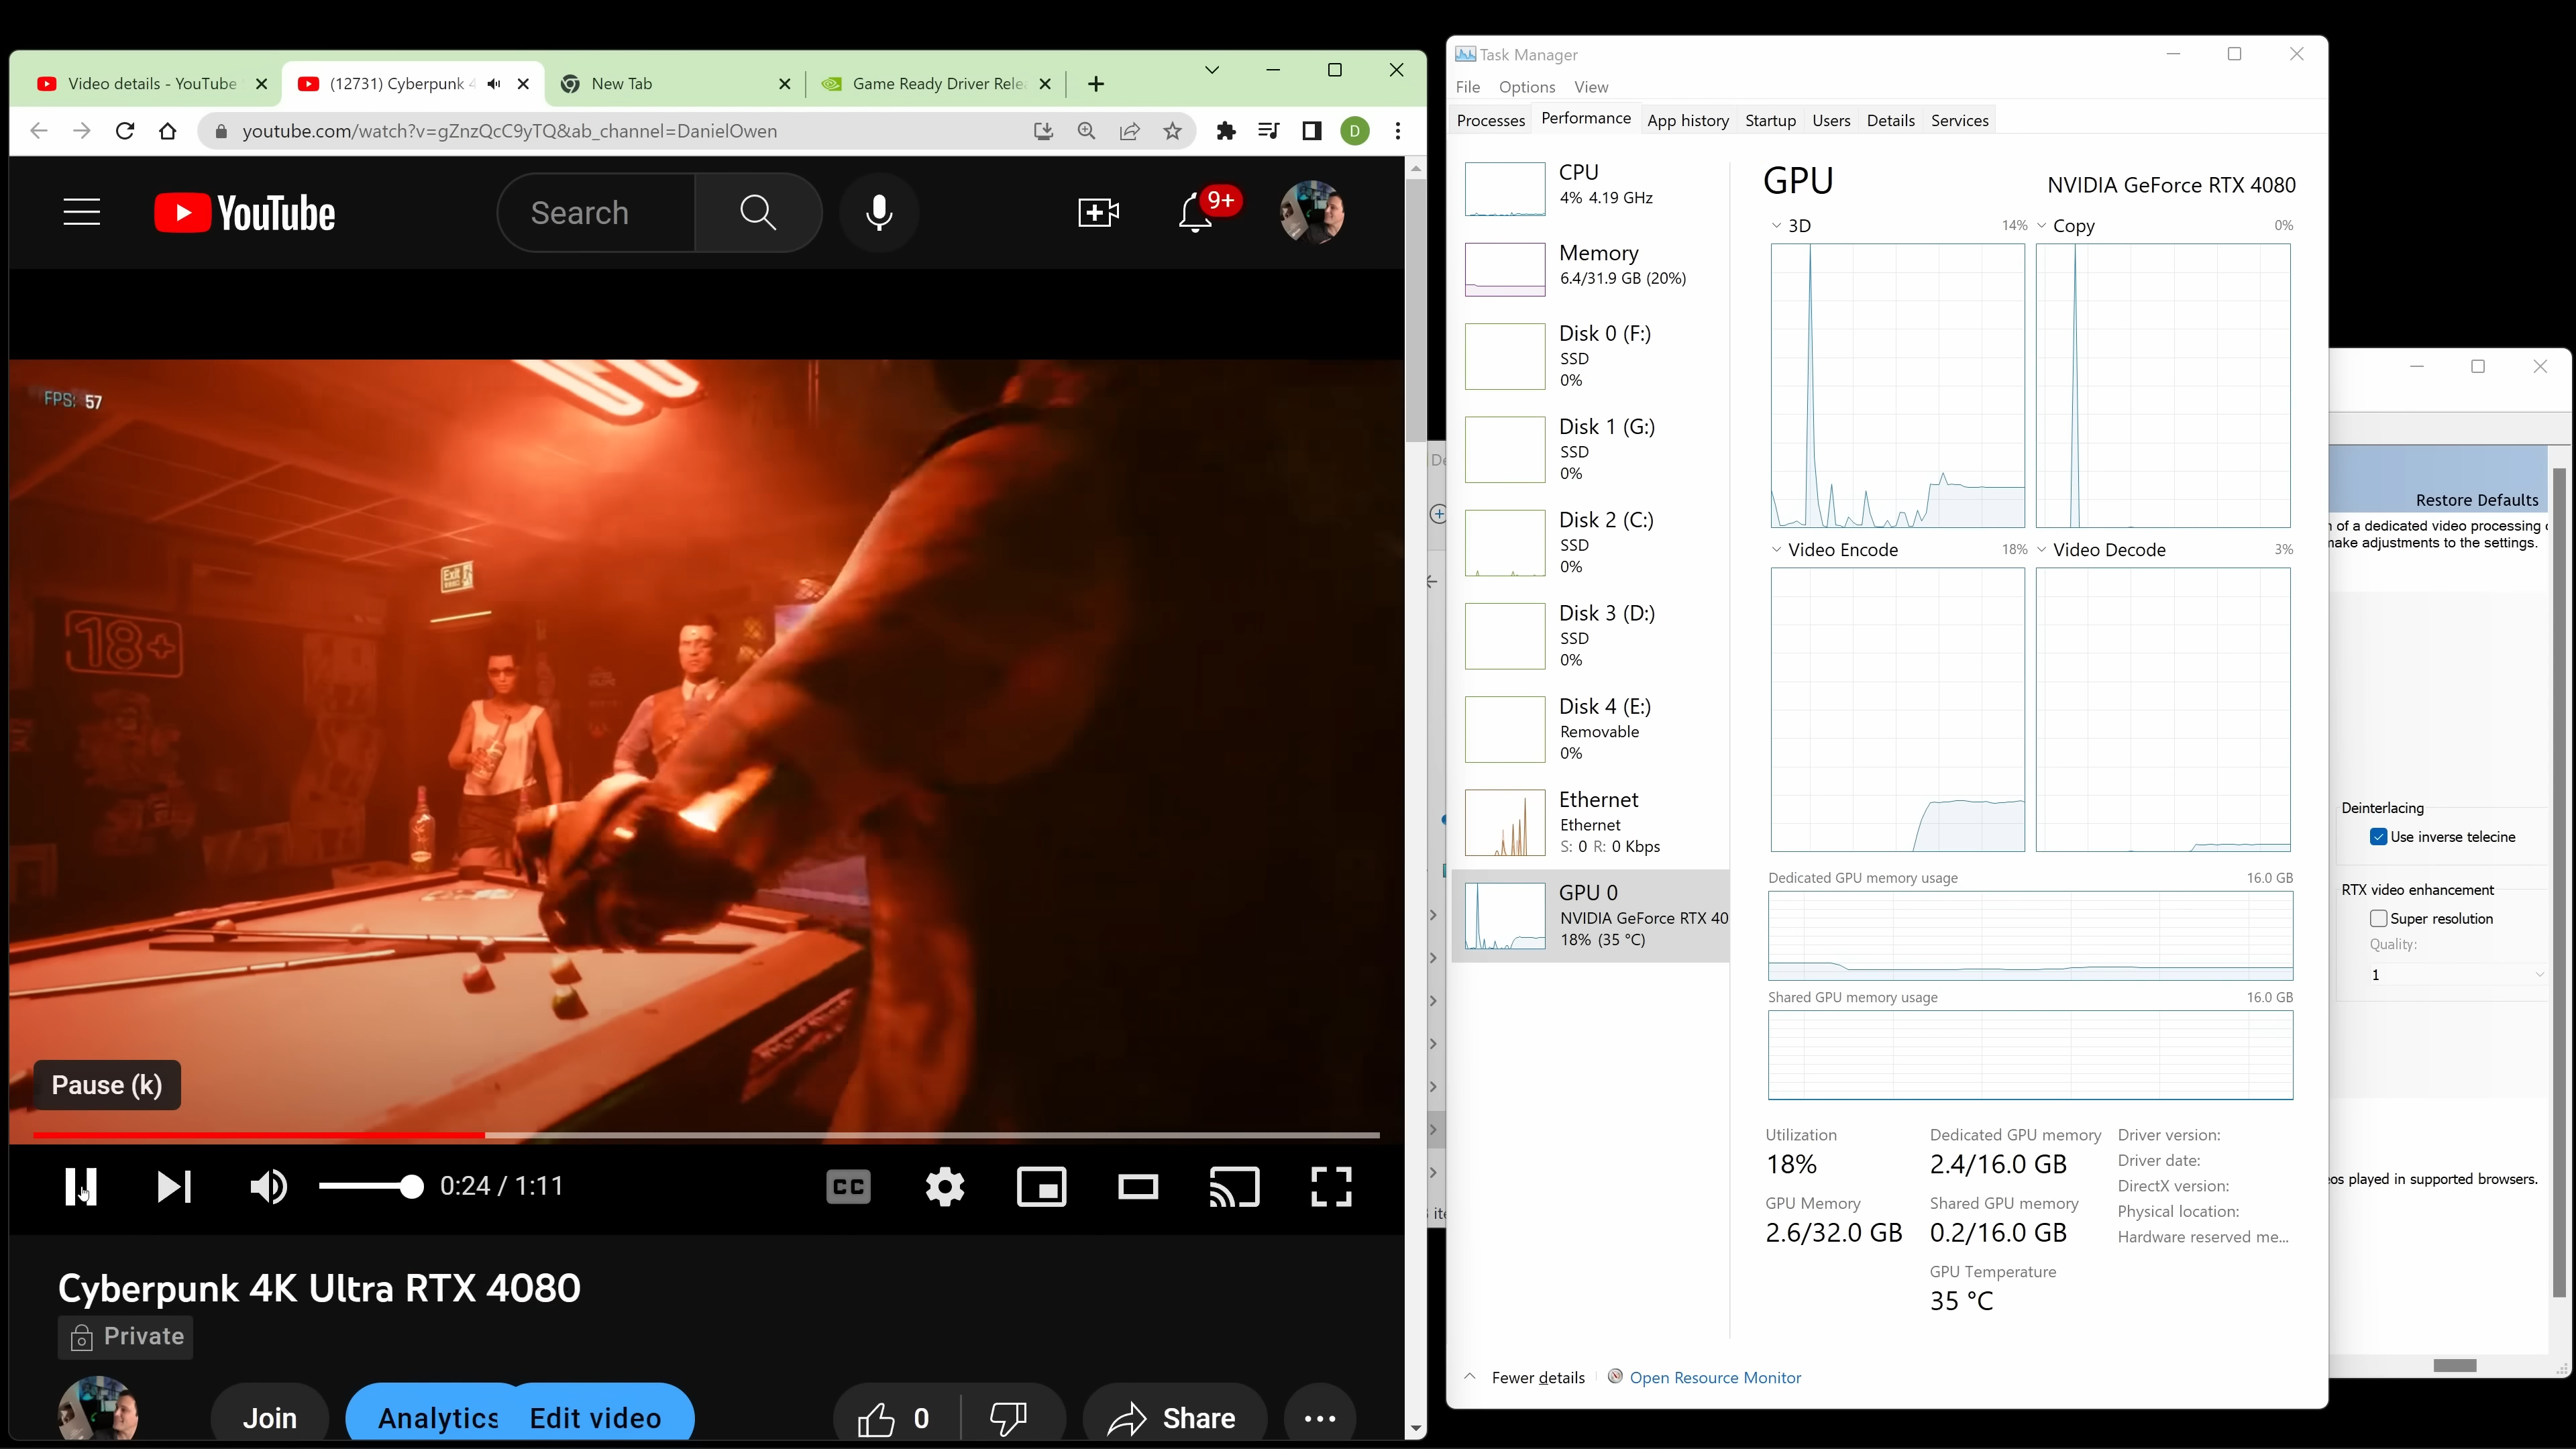 Video details - YouTube
(12731) Cyberpunk 4
New Tab
Game Ready Driver Rele
youtube.com/watch?v=gZnzQcC9yTQ&ab_channel=DanielOwen
D
YouTube
Search
9+
FPS: 57
Exit
18+
Pause (k)
0:24 / 1:11
CC
Cyberpunk 4K Ultra RTX 4080
Private
Join
Analytics
Edit video
0
Share
Task Manager
File Options View
Processes Performance App history Startup Users Details Services
CPU
4% 4.19 GHz
Memory
6.4/31.9 GB (20%)
Disk 0 (F:)
SSD
0%
Disk 1 (G:)
SSD
0%
Disk 2 (C:)
SSD
0%
Disk 3 (D:)
SSD
0%
Disk 4 (E:)
Removable
0%
Ethernet
Ethernet
S: 0 R: 0 Kbps
GPU 0
NVIDIA GeForce RTX 40
18% (35 °C)
GPU NVIDIA GeForce RTX 4080
3D 14% Copy 0%
Video Encode 18% Video Decode 3%
Dedicated GPU memory usage 16.0 GB
Shared GPU memory usage 16.0 GB
Utilization
18%
GPU Memory
2.6/32.0 GB
Dedicated GPU memory
2.4/16.0 GB
Shared GPU memory
0.2/16.0 GB
GPU Temperature
35 °C
Driver version:
Driver date:
DirectX version:
Physical location:
Hardware reserved me...
Fewer details
Open Resource Monitor
Restore Defaults
of a dedicated video processing
make adjustments to the settings.
Deinterlacing
Use inverse telecine
RTX video enhancement
Super resolution
Quality:
1
played in supported browsers.